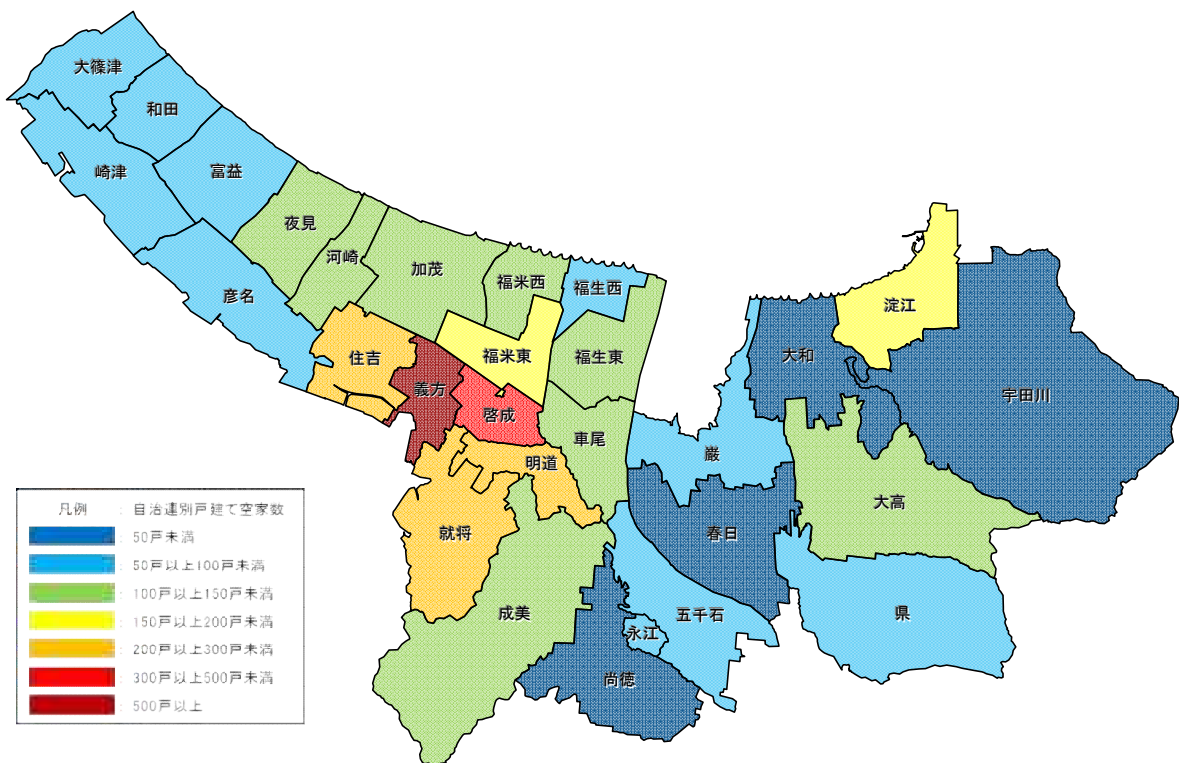 大篠津
和田
崎津
富益
夜見
河崎
彦名
加茂
福米西
福生西
淀江
住吉
福米東
福生東
大和
義方
宇田川
啓成
車尾
明道
巌
大高
就将
春日
成美
五千石
県
永江
尚徳
凡例 : 自治連別戸建て空家数
: 50戸未満
: 50戸以上100戸未満
: 100戸以上150戸未満
: 150戸以上200戸未満
: 200戸以上300戸未満
: 300戸以上500戸未満
: 500戸以上